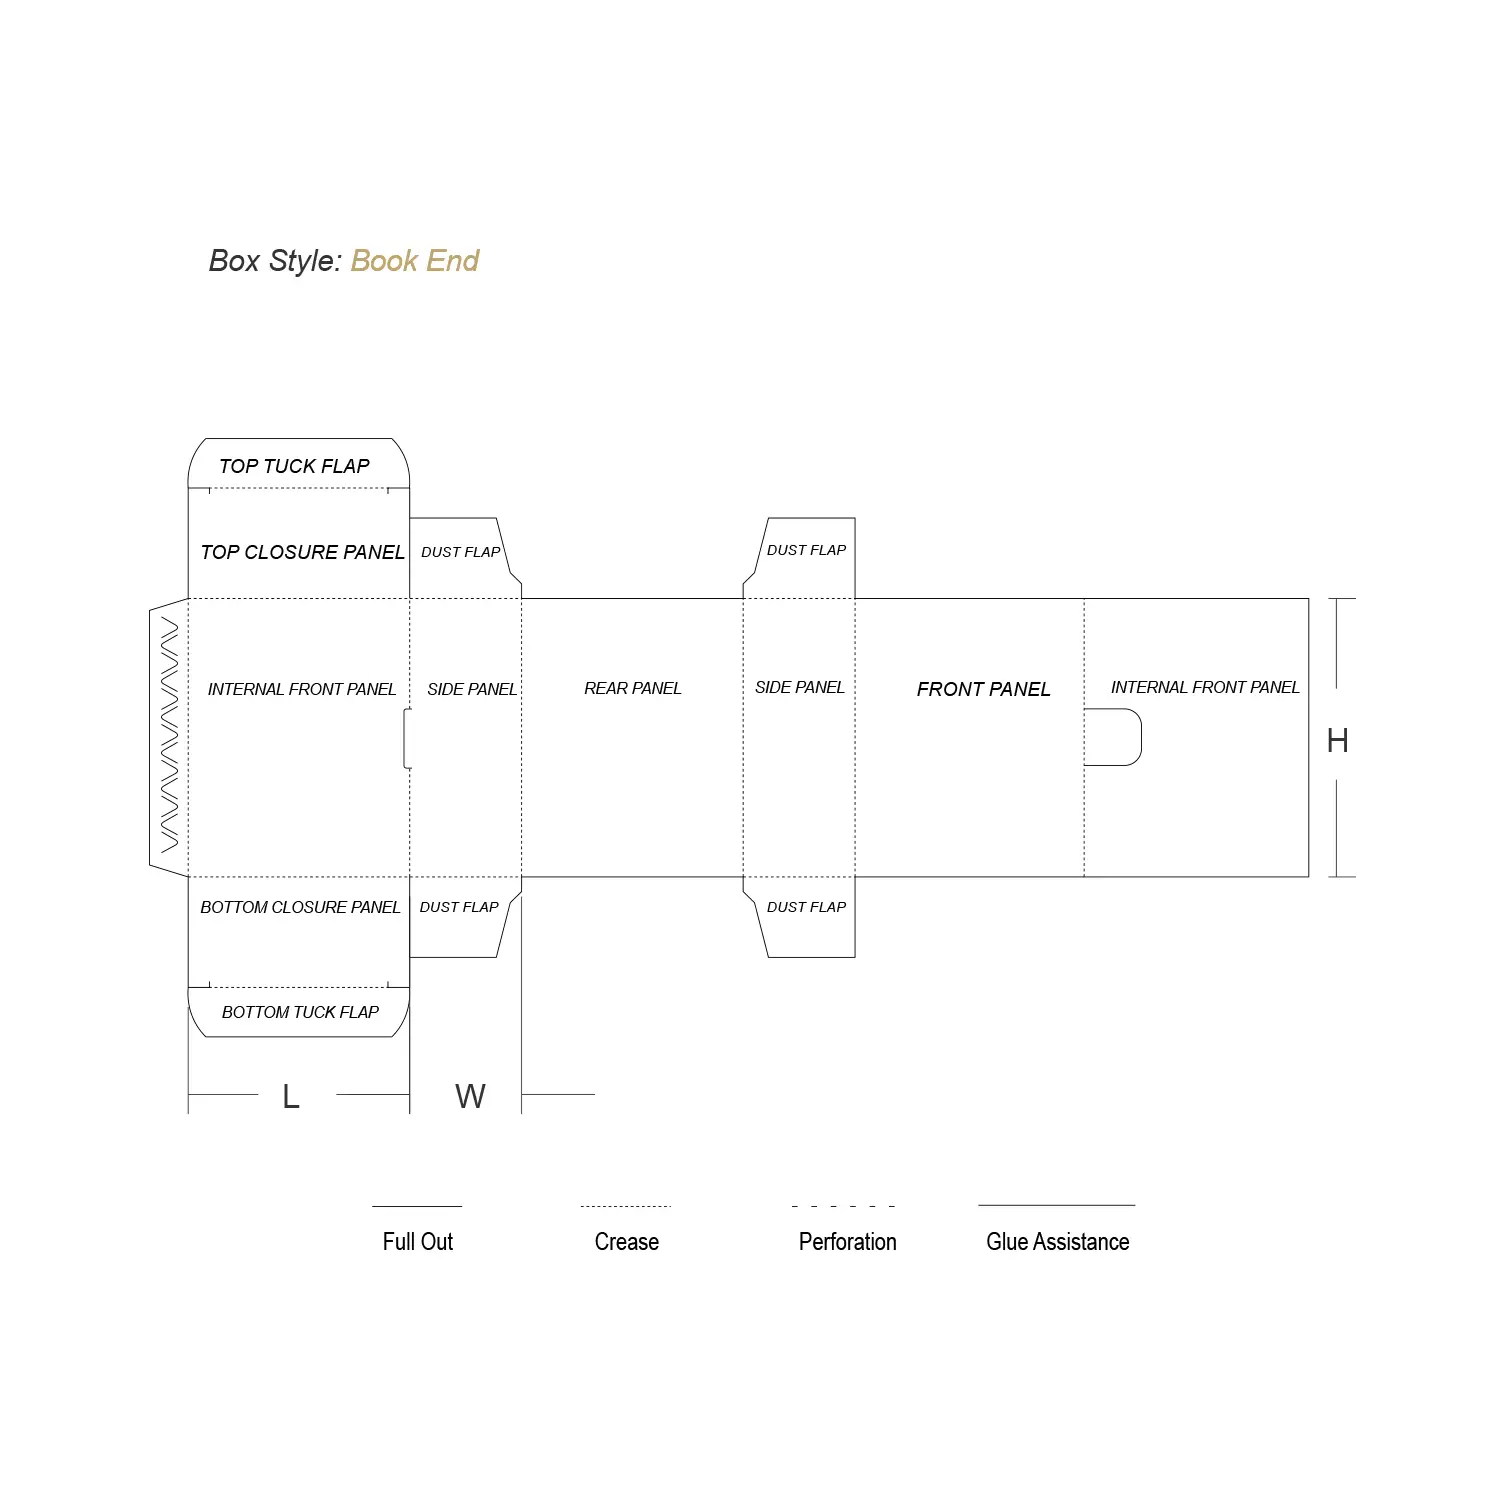 Box Style: Book End
TOP TUCK FLAP
TOP CLOSURE PANEL
DUST FLAP
DUST FLAP
INTERNAL FRONT PANEL
SIDE PANEL
REAR PANEL
SIDE PANEL
FRONT PANEL
INTERNAL FRONT PANEL
H
BOTTOM CLOSURE PANEL
DUST FLAP
DUST FLAP
BOTTOM TUCK FLAP
L
W
Full Out
Crease
Perforation
Glue Assistance